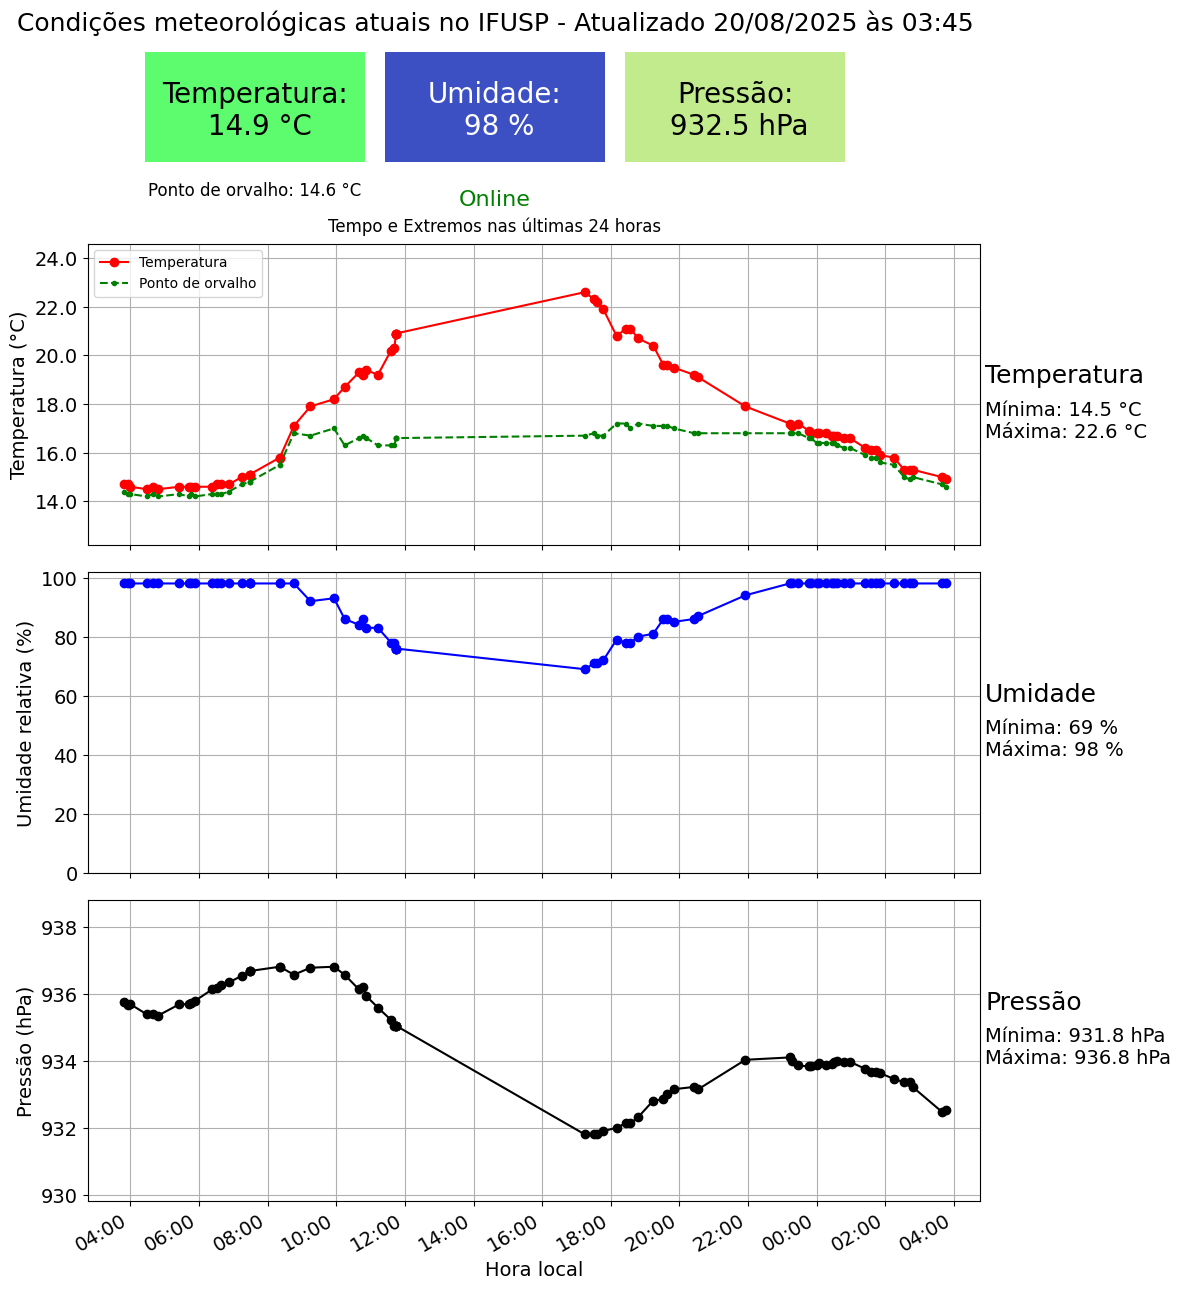 Condições meteorológicas atuais no IFUSP - Atualizado 20/08/2025 às 03:45
Temperatura:
14.9 °C
Umidade:
98 %
Pressão:
932.5 hPa
Ponto de orvalho: 14.6 °C
Online
Tempo e Extremos nas últimas 24 horas
Temperatura (°C)
24.0
22.0
20.0
18.0
16.0
14.0
Temperatura
Ponto de orvalho
Temperatura
Mínima: 14.5 °C
Máxima: 22.6 °C
Umidade relativa (%)
100
80
60
40
20
0
Umidade
Mínima: 69 %
Máxima: 98 %
Pressão (hPa)
938
936
934
932
930
Pressão
Mínima: 931.8 hPa
Máxima: 936.8 hPa
04:00 06:00 08:00 10:00 12:00 14:00 16:00 18:00 20:00 22:00 00:00 02:00 04:00
Hora local